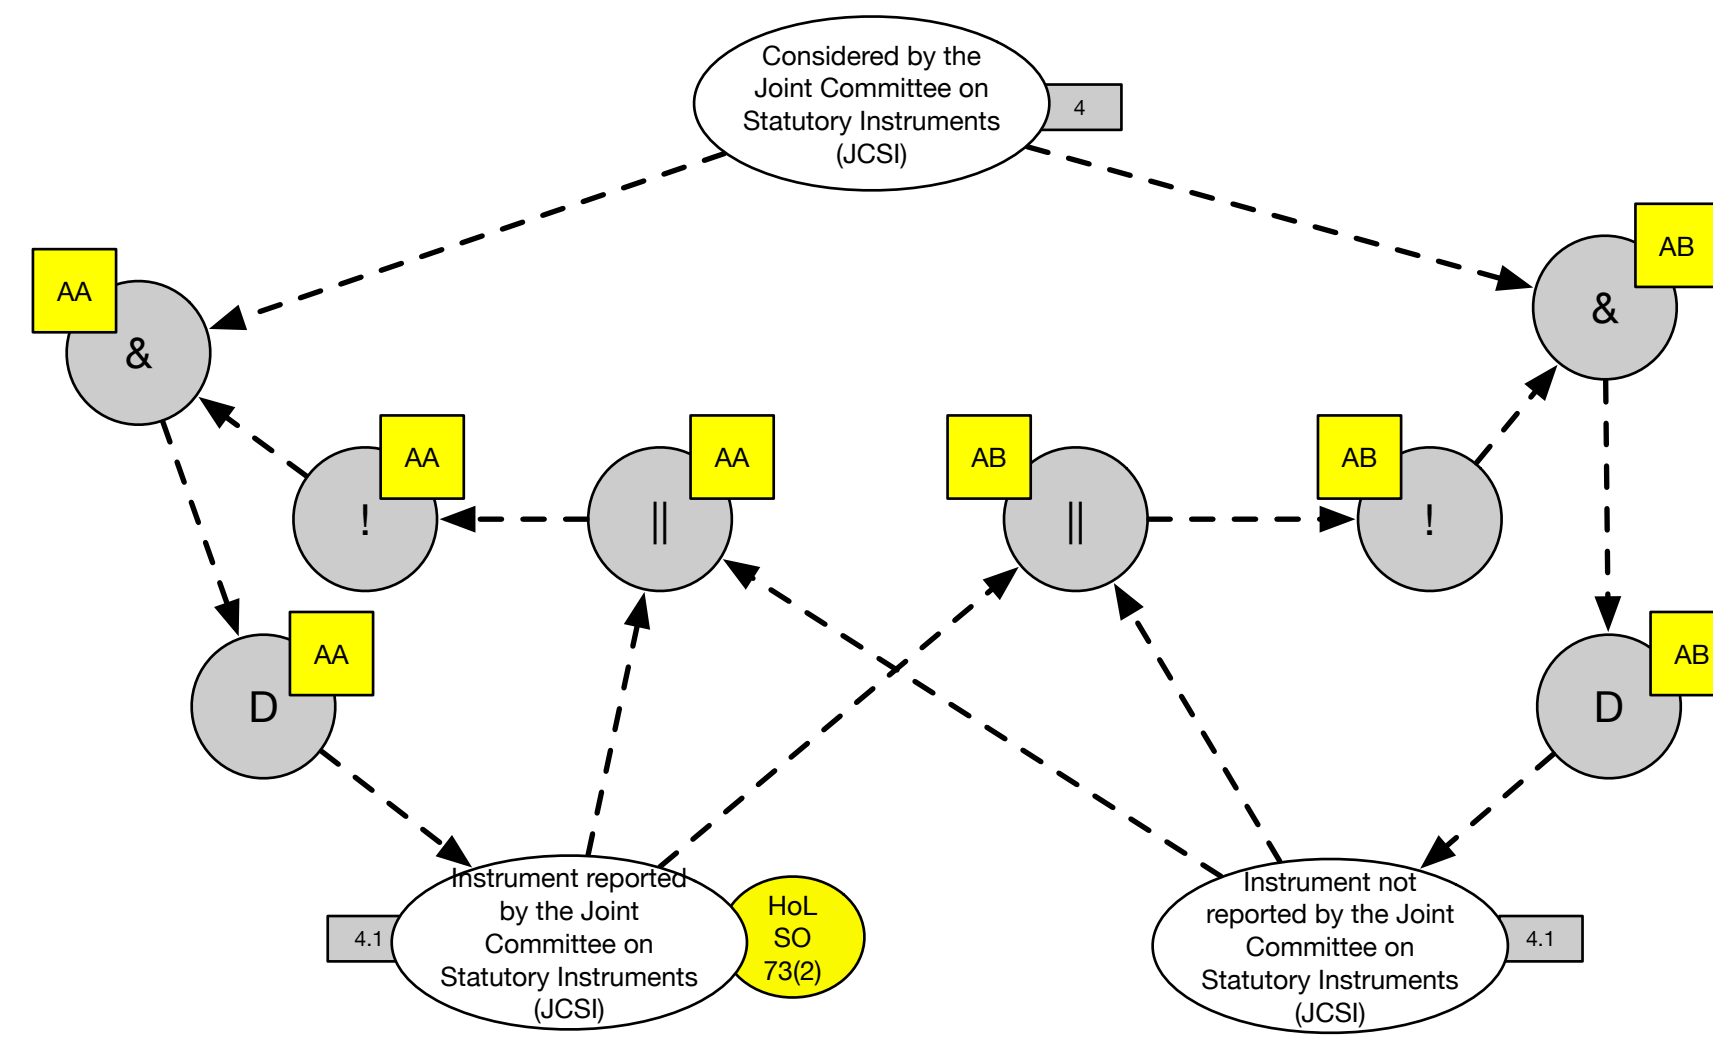 Considered by the
Joint Committee on
Statutory Instruments
(JCSI)
4
AA
&
AB
&
AA
!
AA
||
AB
||
AB
!
AA
D
AB
D
Instrument reported
by the Joint
Committee on
Statutory Instruments
(JCSI)
4.1
HoL
SO
73(2)
Instrument not
reported by the Joint
Committee on
Statutory Instruments
(JCSI)
4.1